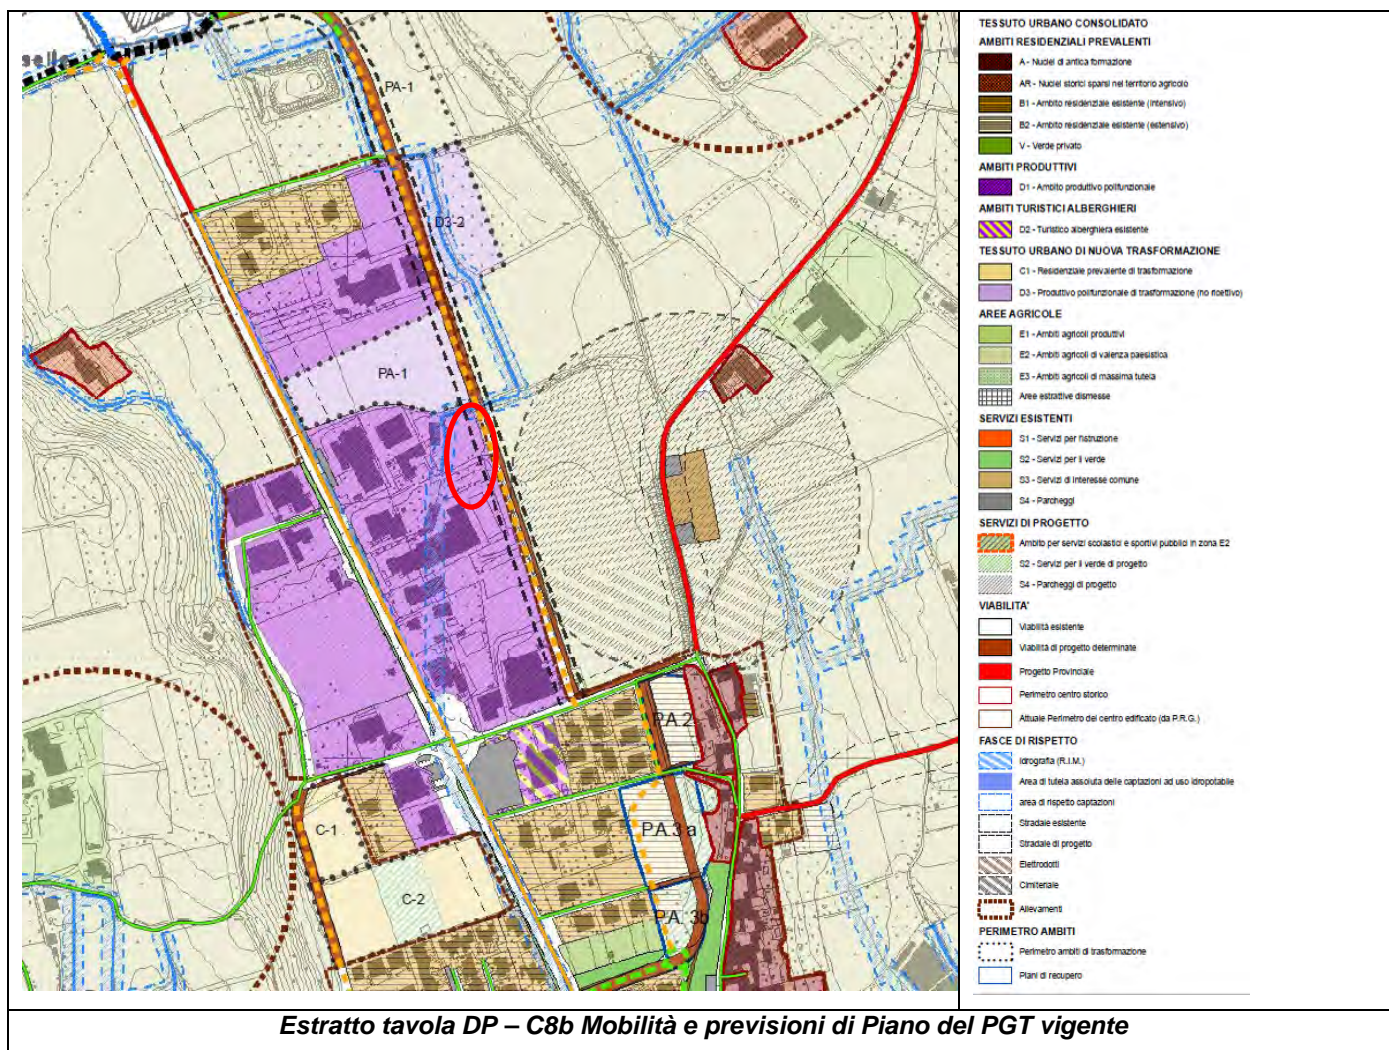 selle
PA-1
D3-2
PA-1
P.A.2
P.A.3a
P.A. 3b
C-1
C-2
TESSUTO URBANO CONSOLIDATO
AMBITI RESIDENZIALI PREVALENTI
A - Nuclei di antica formazione
AR - Nuclei storici sparsi nel territorio agricolo
B1 - Ambito residenziale esistente (intensivo)
B2 - Ambito residenziale esistente (estensivo)
V - Verde privato
AMBITI PRODUTTIVI
D1 - Ambito produttivo polifunzionale
AMBITI TURISTICI ALBERGHIERI
D2 - Turistico alberghiera esistente
TESSUTO URBANO DI NUOVA TRASFORMAZIONE
C1 - Residenziale prevalente di trasformazione
D3 - Produttivo polifunzionale di trasformazione (no ricettivo)
AREE AGRICOLE
E1 - Ambiti agricoli produttivi
E2 - Ambiti agricoli di valenza paesistica
E3 - Ambiti agricoli di massima tutela
Aree estrattive dismesse
SERVIZI ESISTENTI
S1 - Servizi per l'istruzione
S2 - Servizi per il verde
S3 - Servizi di interesse comune
S4 - Parcheggi
SERVIZI DI PROGETTO
Ambito per servizi scolastici e sportivi pubblici in zona E2
S2 - Servizi per il verde di progetto
S4 - Parcheggi di progetto
VIABILITA'
Viabilità esistente
Viabilità di progetto determinate
Progetto Provinciale
Perimetro centro storico
Attuale Perimetro del centro edificato (da P.R.G.)
FASCE DI RISPETTO
Idrografia (R.I.M.)
Area di tutela assoluta delle captazioni ad uso idropotabile
area di rispetto captazioni
Stradale esistente
Stradale di progetto
Elettrodotti
Cimiteriale
Allevamenti
PERIMETRO AMBITI
Perimetro ambiti di trasformazione
Piani di recupero
Estratto tavola DP – C8b Mobilità e previsioni di Piano del PGT vigente